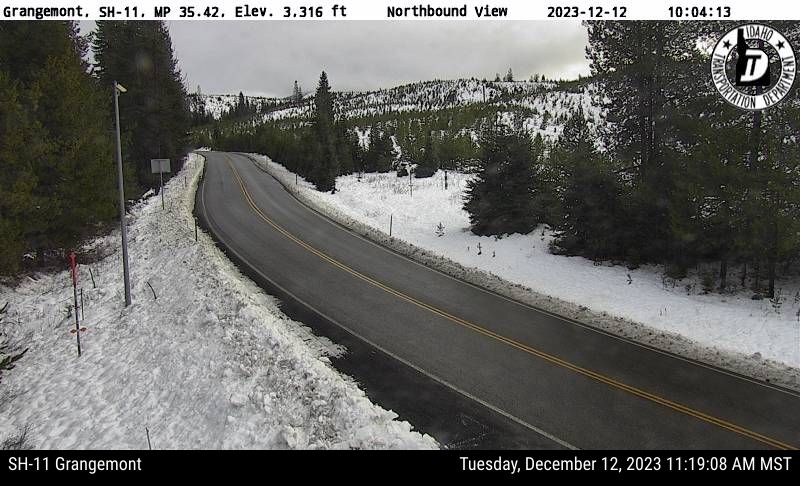 Grangemont, SH-11, MP 35.42, Elev. 3,316 ft Northbound View 2023-12-12 10:04:13
IDAHO
TRANSPORTATION DEPARTMENT
SH-11 Grangemont Tuesday, December 12, 2023 11:19:08 AM MST